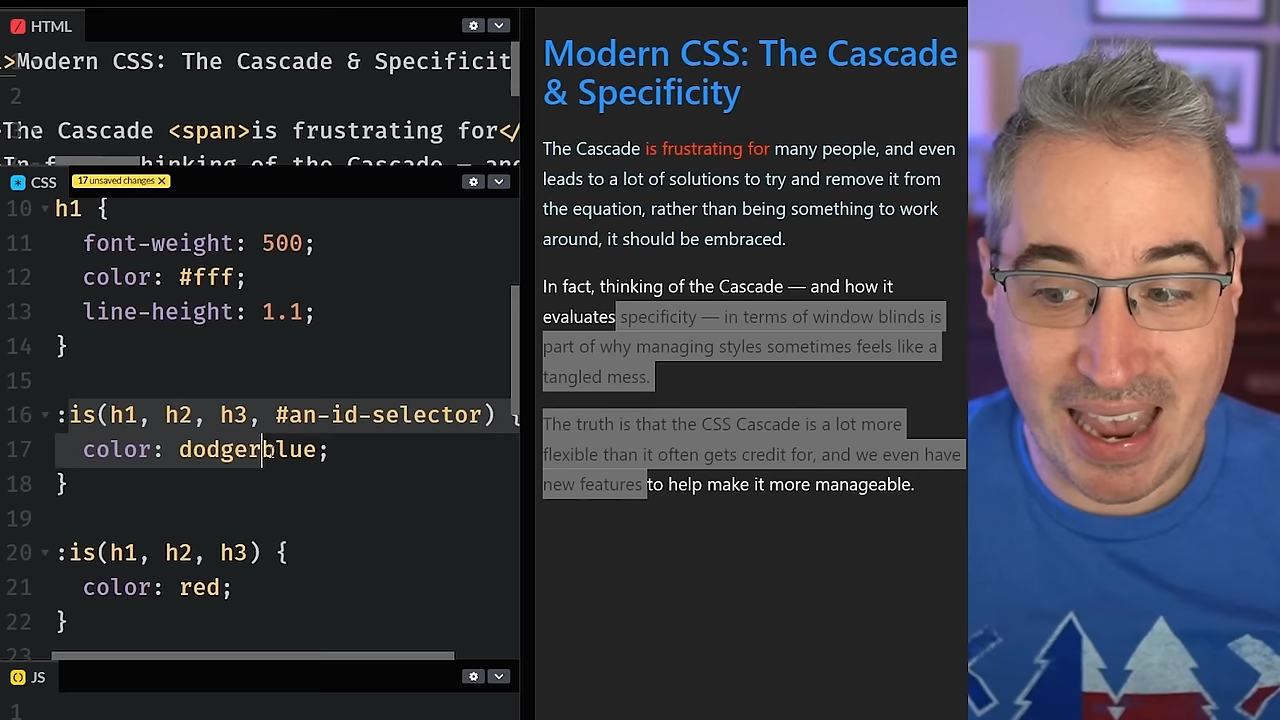 HTML
>Modern CSS: The Cascade & Specificit
2
The Cascade <span>is frustrating for</
hinking of the Cascade — and
CSS
17 unsaved changes X
10 h1 {
11 font-weight: 500;
12 color: #fff;
13 line-height: 1.1;
14 }
15
16 :is(h1, h2, h3, #an-id-selector) {
17 color: dodgerblue;
18 }
19
20 :is(h1, h2, h3) {
21 color: red;
22 }
23
JS
1
Modern CSS: The Cascade
& Specificity
The Cascade is frustrating for many people, and even
leads to a lot of solutions to try and remove it from
the equation, rather than being something to work
around, it should be embraced.
In fact, thinking of the Cascade — and how it
evaluates specificity — in terms of window blinds is
part of why managing styles sometimes feels like a
tangled mess.
The truth is that the CSS Cascade is a lot more
flexible than it often gets credit for, and we even have
new features to help make it more manageable.